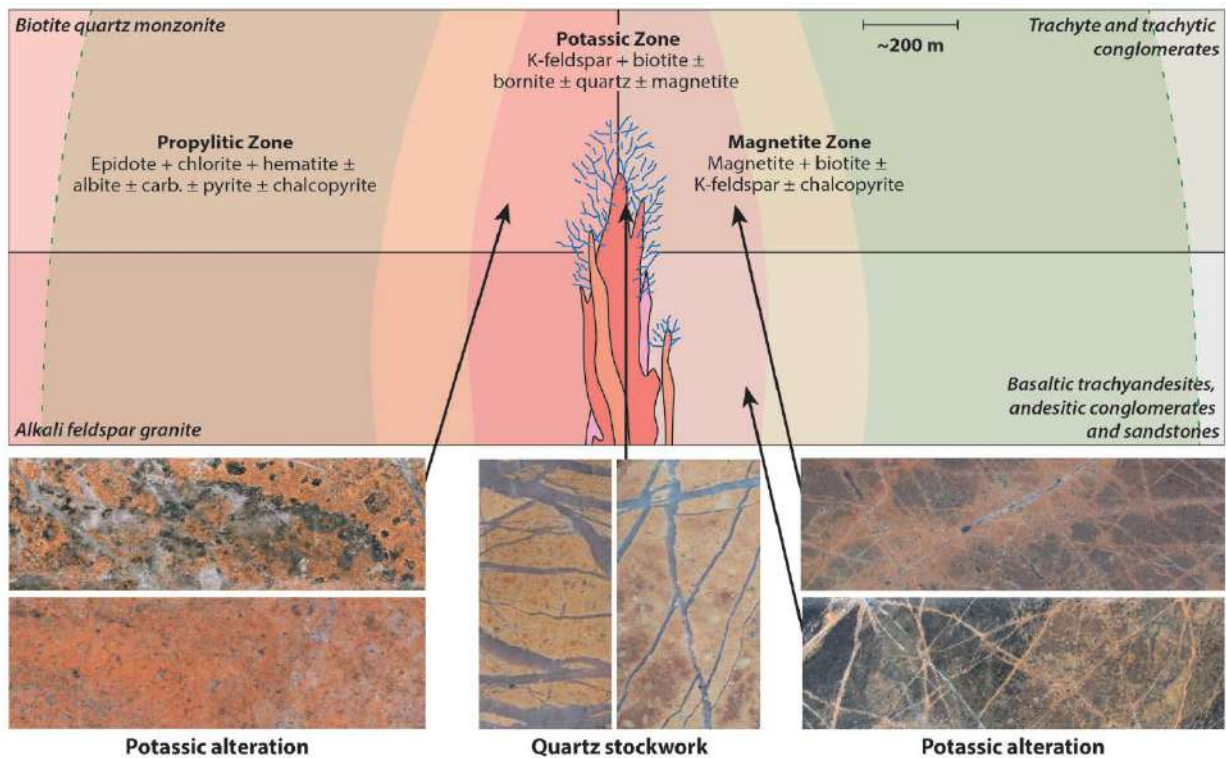 Biotite quartz monzonite
Potassic Zone
K-feldspar + biotite ±
bornite ± quartz ± magnetite
~200 m
Trachyte and trachytic
conglomerates
Propylitic Zone
Epidote + chlorite + hematite ±
albite ± carb. ± pyrite ± chalcopyrite
Magnetite Zone
Magnetite + biotite ±
K-feldspar ± chalcopyrite
Alkali feldspar granite
Basaltic trachyandesites,
andesitic conglomerates
and sandstones
Potassic alteration
Quartz stockwork
Potassic alteration